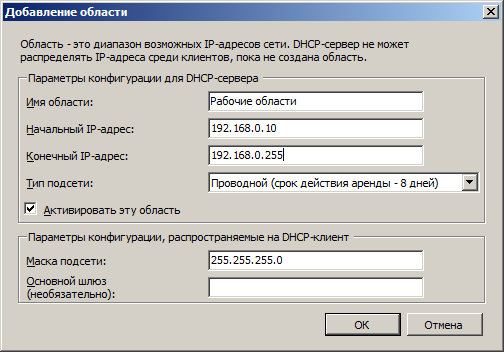 Добавление области
Область - это диапазон возможных IP-адресов сети. DHCP-сервер не может
распределять IP-адреса среди клиентов, пока не создана область.
Параметры конфигурации для DHCP-сервера
Имя области: Рабочие области
Начальный IP-адрес: 192.168.0.10
Конечный IP-адрес: 192.168.0.255
Тип подсети: Проводной (срок действия аренды - 8 дней)
Активировать эту область
Параметры конфигурации, распространяемые на DHCP-клиент
Маска подсети: 255.255.255.0
Основной шлюз
(необязательно):
ОК Отмена